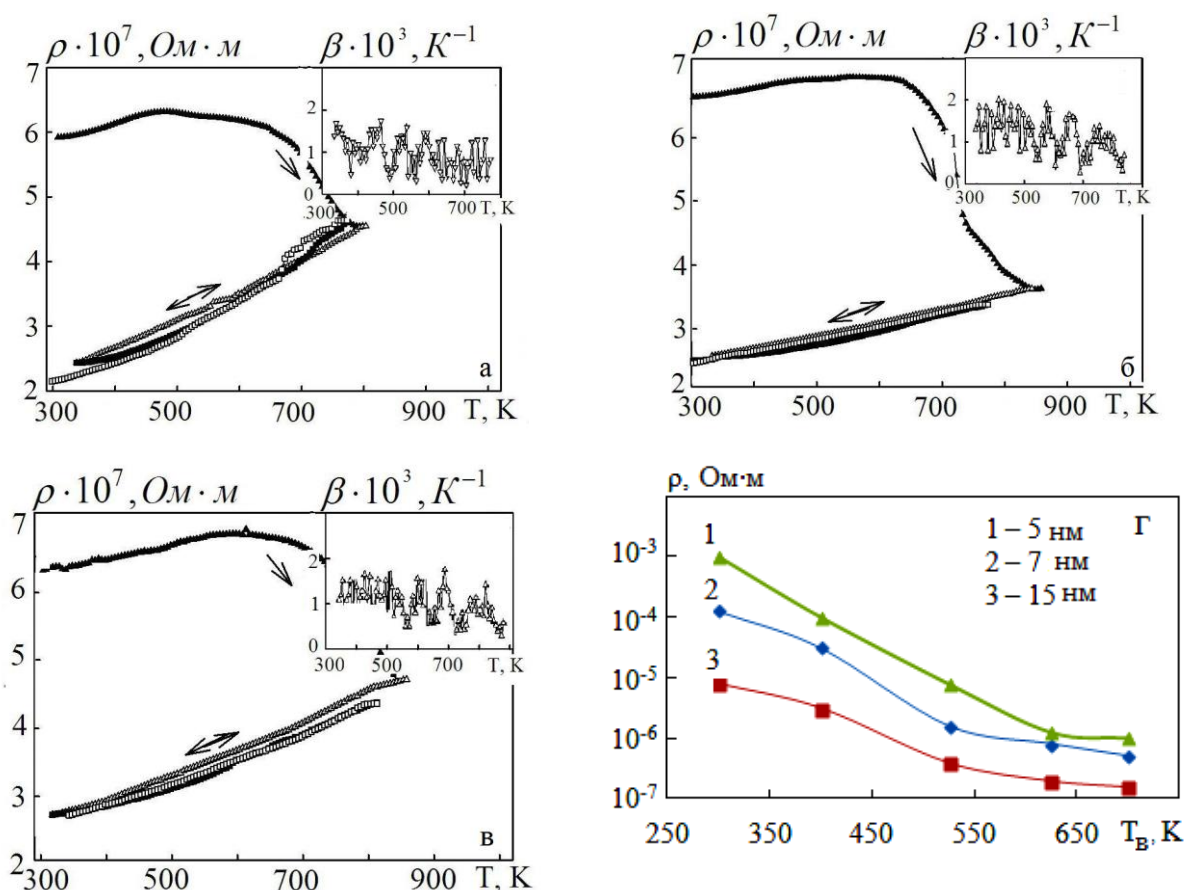 ρ·10⁷, Ом·м
β·10³, К⁻¹
7
6
5
4
3
2
2
1
0
300
500
700
T, K
а
300
500
700
900
T, K
ρ·10⁷, Ом·м
β·10³, К⁻¹
7
6
5
4
3
2
2
1
0
300
500
700
T, K
б
300
500
700
900
T, K
ρ·10⁷, Ом·м
β·10³, К⁻¹
7
6
5
4
3
2
2
1
0
300
500
700
T, K
в
300
500
700
900
T, K
ρ, Ом·м
г
10⁻³
10⁻⁴
10⁻⁵
10⁻⁶
10⁻⁷
1
2
3
1 – 5 нм
2 – 7 нм
3 – 15 нм
250
350
450
550
650
Tв, K